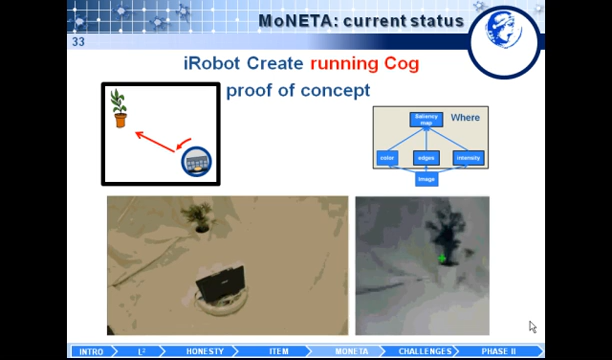 MoNETA: current status
33
iRobot Create running Cog
proof of concept
Where
Saliency
map
color
edges
intensity
image
INTRO
L²
HONESTY
ITEM
MONETA
CHALLENGES
PHASE II